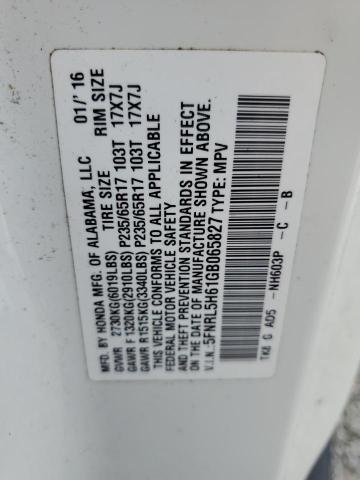 MFD. BY HONDA MFG. OF ALABAMA, LLC 01/'16
TIRE SIZE RIM SIZE
GVWR 2730KG(6019LBS)
GAWR F 1320KG(2910LBS) P235/65R17 103T 17X7J
GAWR R 1515KG(3340LBS) P235/65R17 103T 17X7J
THIS VEHICLE CONFORMS TO ALL APPLICABLE
FEDERAL MOTOR VEHICLE SAFETY
AND THEFT PREVENTION STANDARDS IN EFFECT
ON THE DATE OF MANUFACTURE SHOWN ABOVE.
V.I.N.:5FNRL5H61GB065827 TYPE: MPV
TK8 G AD5 -NH603P -C -B